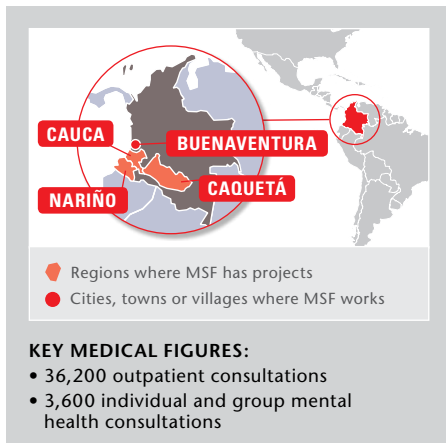 CAUCA
BUENAVENTURA
NARIÑO
CAQUETÁ
Regions where MSF has projects
Cities, towns or villages where MSF works
KEY MEDICAL FIGURES:
• 36,200 outpatient consultations
• 3,600 individual and group mental
health consultations